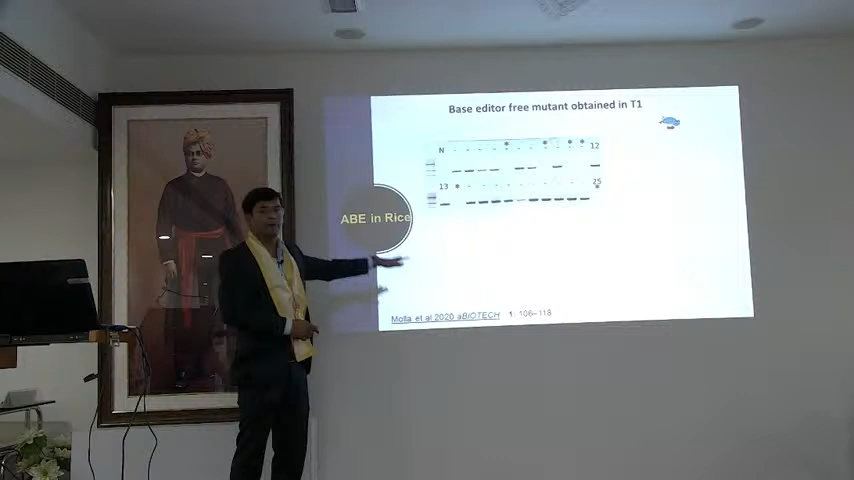 Base editor free mutant obtained in T1
N
12
13
25
ABE in Rice
Molla et al 2020 aBIOTECH 1: 106–118